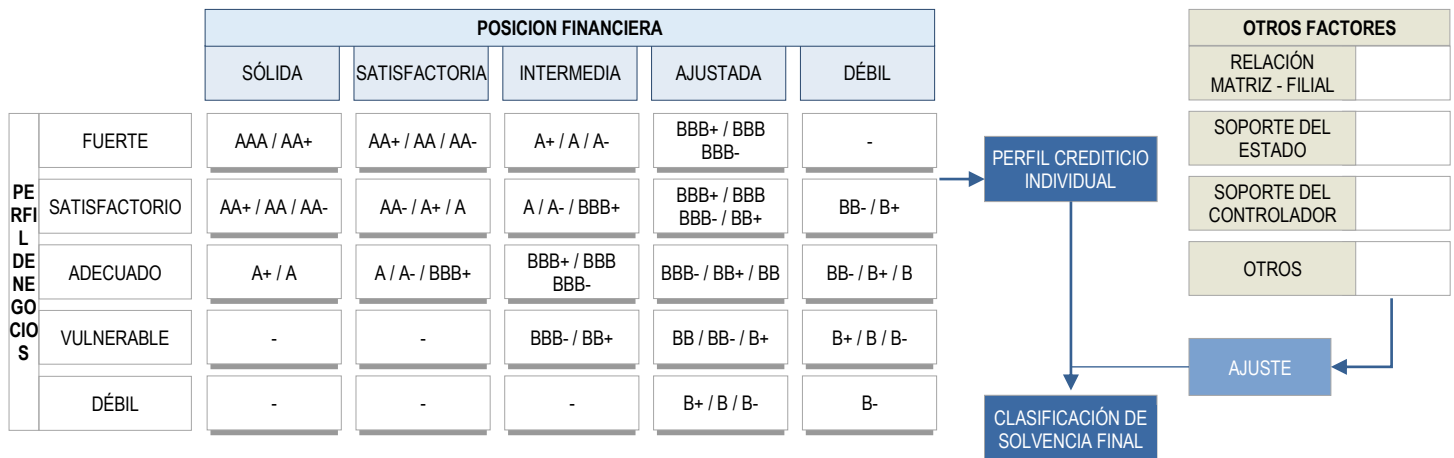 POSICION FINANCIERA
SÓLIDA
SATISFACTORIA
INTERMEDIA
AJUSTADA
DÉBIL
PE
RFI
L
DE
NE
GO
CIO
S
FUERTE
AAA / AA+
AA+ / AA / AA-
A+ / A / A-
BBB+ / BBB
BBB-
-
SATISFACTORIO
AA+ / AA / AA-
AA- / A+ / A
A / A- / BBB+
BBB+ / BBB
BBB- / BB+
BB- / B+
ADECUADO
A+ / A
A / A- / BBB+
BBB+ / BBB
BBB-
BBB- / BB+ / BB
BB- / B+ / B
VULNERABLE
-
-
BBB- / BB+
BB / BB- / B+
B+ / B / B-
DÉBIL
-
-
-
B+ / B / B-
B-
PERFIL CREDITICIO
INDIVIDUAL
CLASIFICACIÓN DE
SOLVENCIA FINAL
OTROS FACTORES
RELACIÓN
MATRIZ - FILIAL
SOPORTE DEL
ESTADO
SOPORTE DEL
CONTROLADOR
OTROS
AJUSTE